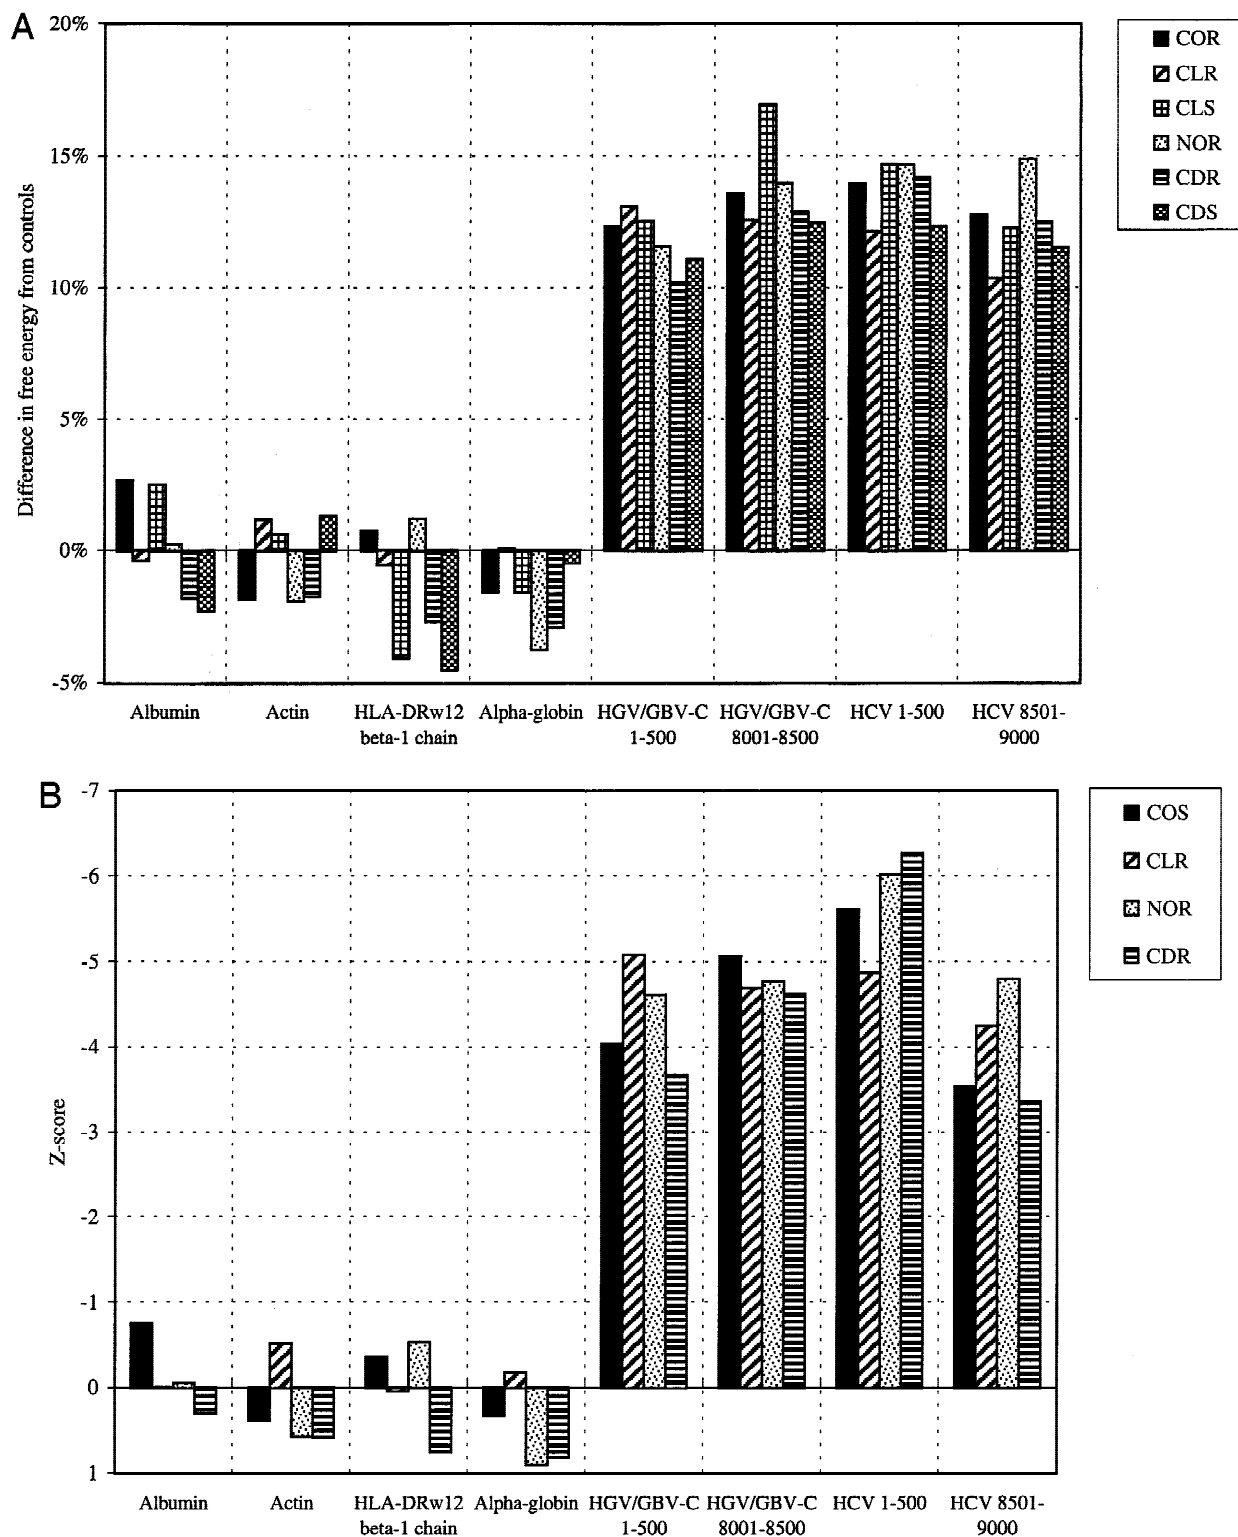 A
20%
15%
10%
5%
0%
-5%
Difference in free energy from controls
COR
CLR
CLS
NOR
CDR
CDS
Albumin
Actin
HLA-DRw12
beta-1 chain
Alpha-globin
HGV/GBV-C
1-500
HGV/GBV-C
8001-8500
HCV 1-500
HCV 8501-
9000
B
-7
-6
-5
-4
-3
-2
-1
0
1
Z-score
COS
CLR
NOR
CDR
Albumin
Actin
HLA-DRw12
beta-1 chain
Alpha-globin
HGV/GBV-C
1-500
HGV/GBV-C
8001-8500
HCV 1-500
HCV 8501-
9000